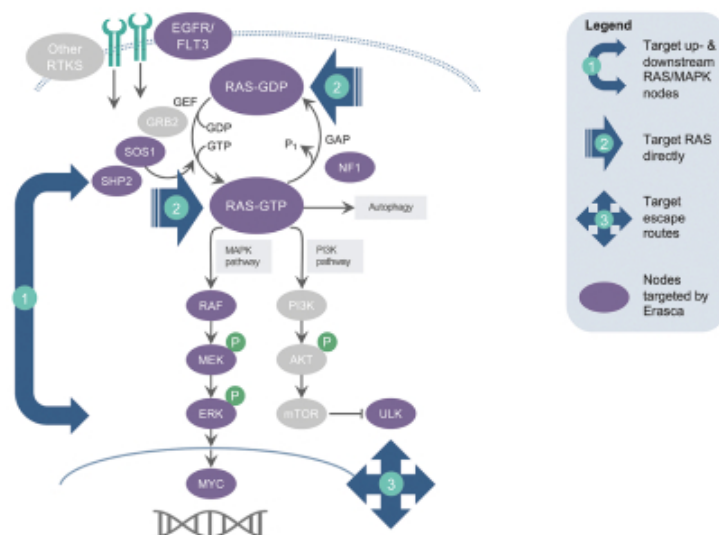 Other
RTKS
EGFR/
FLT3
RAS-GDP
2
GEF
GRB2
GDP
GTP
SOS1
SHP2
P₁
GAP
NF1
2
RAS-GTP
Autophagy
MAPK
pathway
PI3K
pathway
1
RAF
PI3K
MEK
P
AKT
P
ERK
P
mTOR
ULK
MYC
3
Legend
1
Target up- &
downstream
RAS/MAPK
nodes
2
Target RAS
directly
3
Target
escape
routes
Nodes
targeted by
Erasca